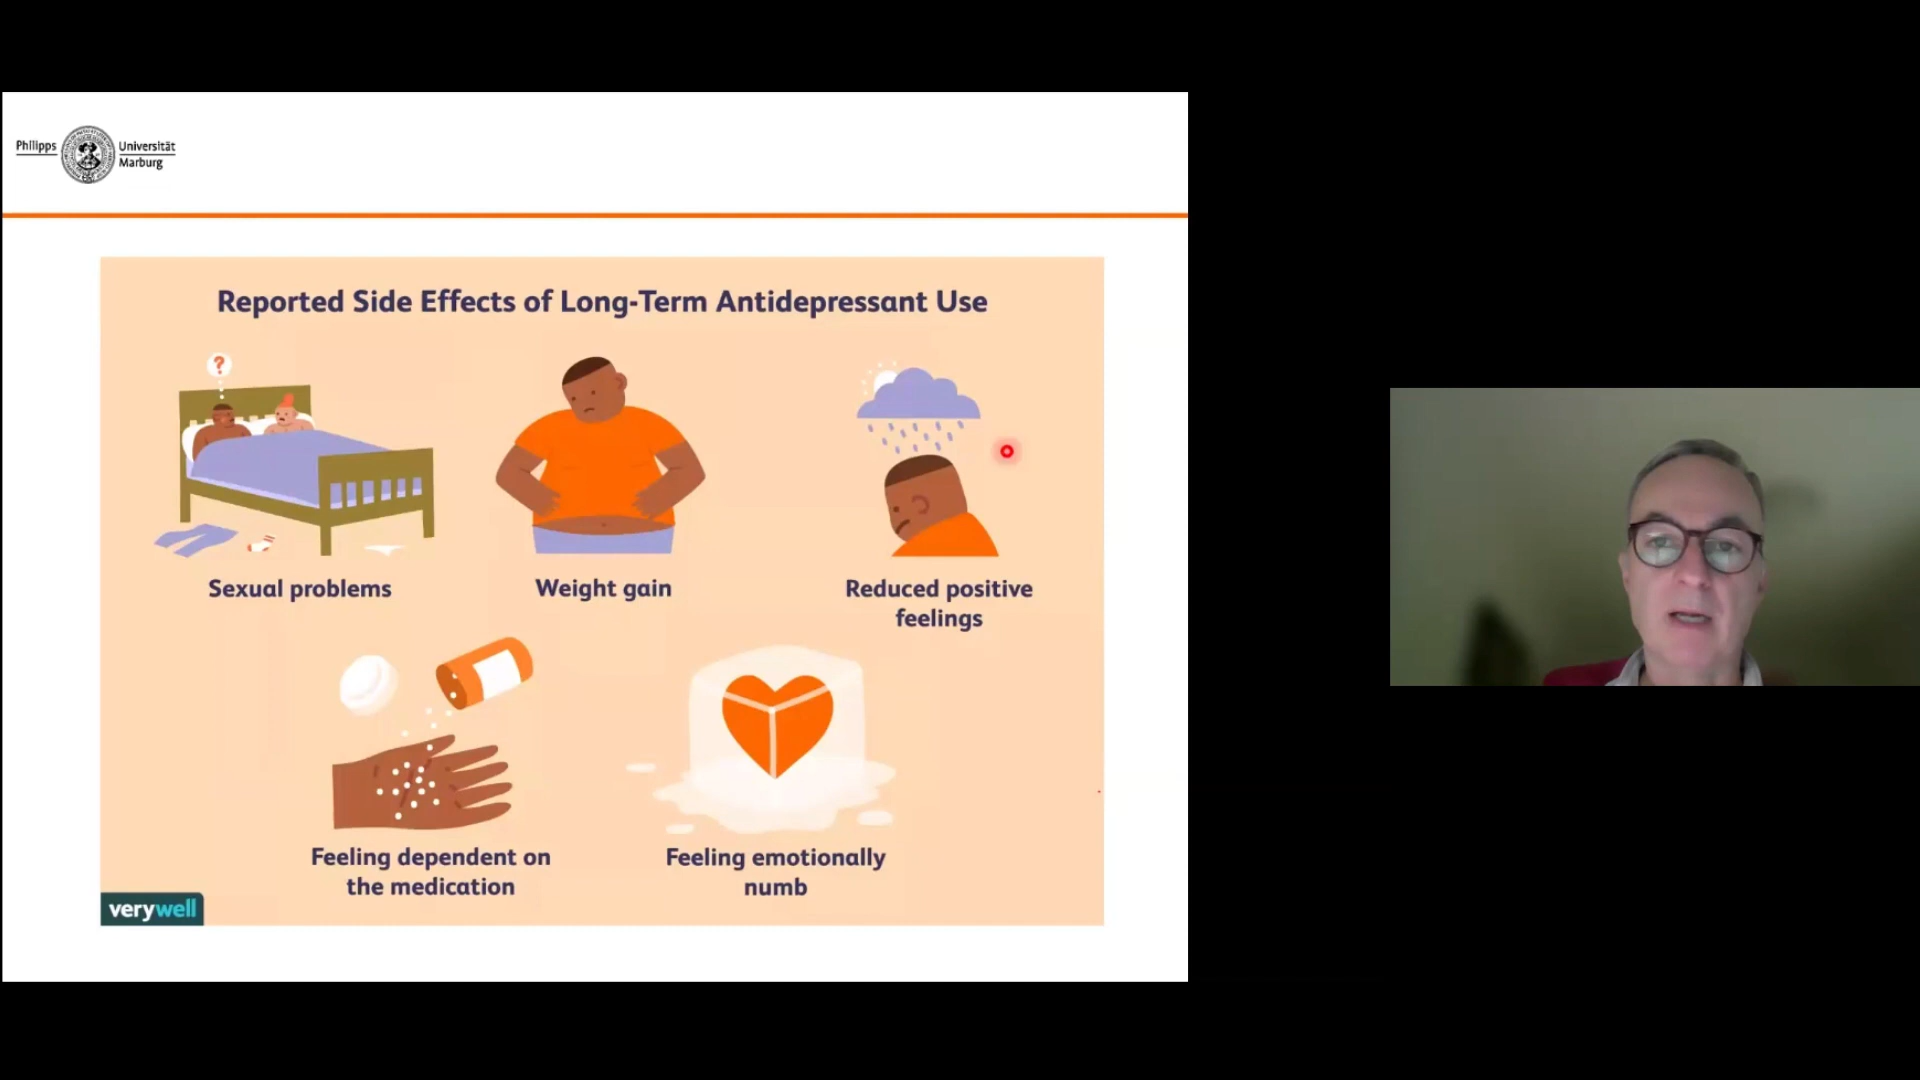 Philipps
Universität
Marburg
Reported Side Effects of Long-Term Antidepressant Use
?
Sexual problems
Weight gain
Reduced positive
feelings
Feeling dependent on
the medication
Feeling emotionally
numb
verywell